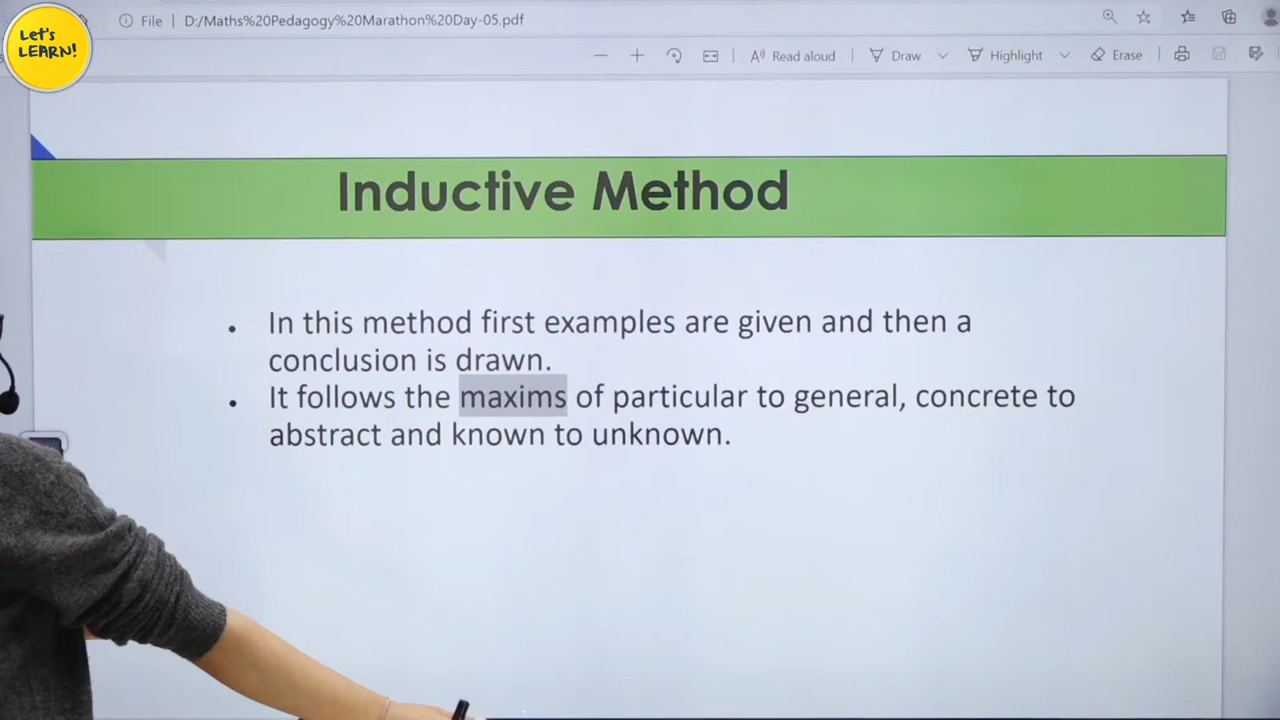 Let's
LEARN!
File | D:/Maths%20Pedagogy%20Marathon%20Day-05.pdf
Read aloud
Draw
Highlight
Erase
Inductive Method
• In this method first examples are given and then a
conclusion is drawn.
• It follows the maxims of particular to general, concrete to
abstract and known to unknown.